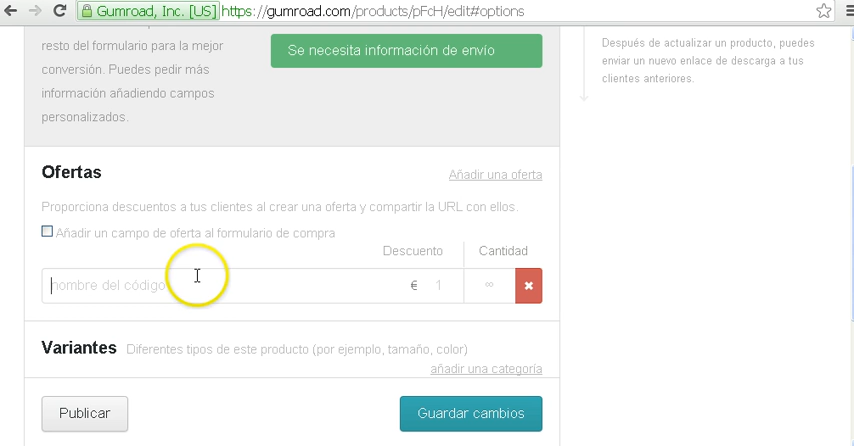 Gumroad, Inc. [US] https://gumroad.com/products/pFcH/edit#options
resto del formulario para la mejor
conversión. Puedes pedir más
información añadiendo campos
personalizados.
Se necesita información de envío
Después de actualizar un producto, puedes
enviar un nuevo enlace de descarga a tus
clientes anteriores.
Ofertas
Añadir una oferta
Proporciona descuentos a tus clientes al crear una oferta y compartir la URL con ellos.
Añadir un campo de oferta al formulario de compra
Descuento Cantidad
nombre del código € 1 ∞
Variantes Diferentes tipos de este producto (por ejemplo, tamaño, color)
añadir una categoría
Publicar
Guardar cambios